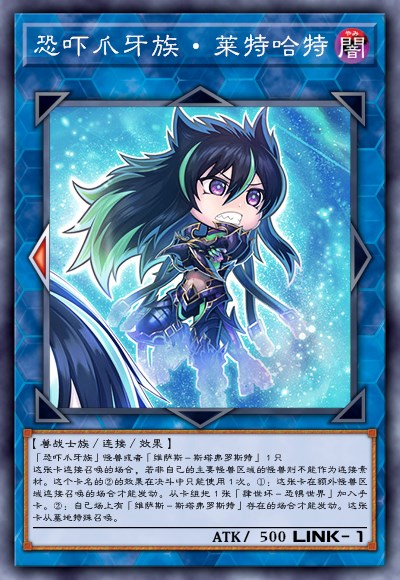 恐吓爪牙族・莱特哈特
闇
やみ
【兽战士族／连接／效果】
「恐吓爪牙族」怪兽或者「维萨斯－斯塔弗罗斯特」1只
这张卡连接召唤的场合，若非自己的主要怪兽区域的怪兽则不能作为连接素
材。这个卡名的②的效果在决斗中只能使用1次。①：这张卡在额外怪兽区
域连接召唤的场合才能发动。从卡组把1张「肆世坏－恐惧世界」加入手
卡。②：自己场上有「维萨斯－斯塔弗罗斯特」存在的场合才能发动。这张
卡从墓地特殊召唤。
ATK/ 500 LINK-1